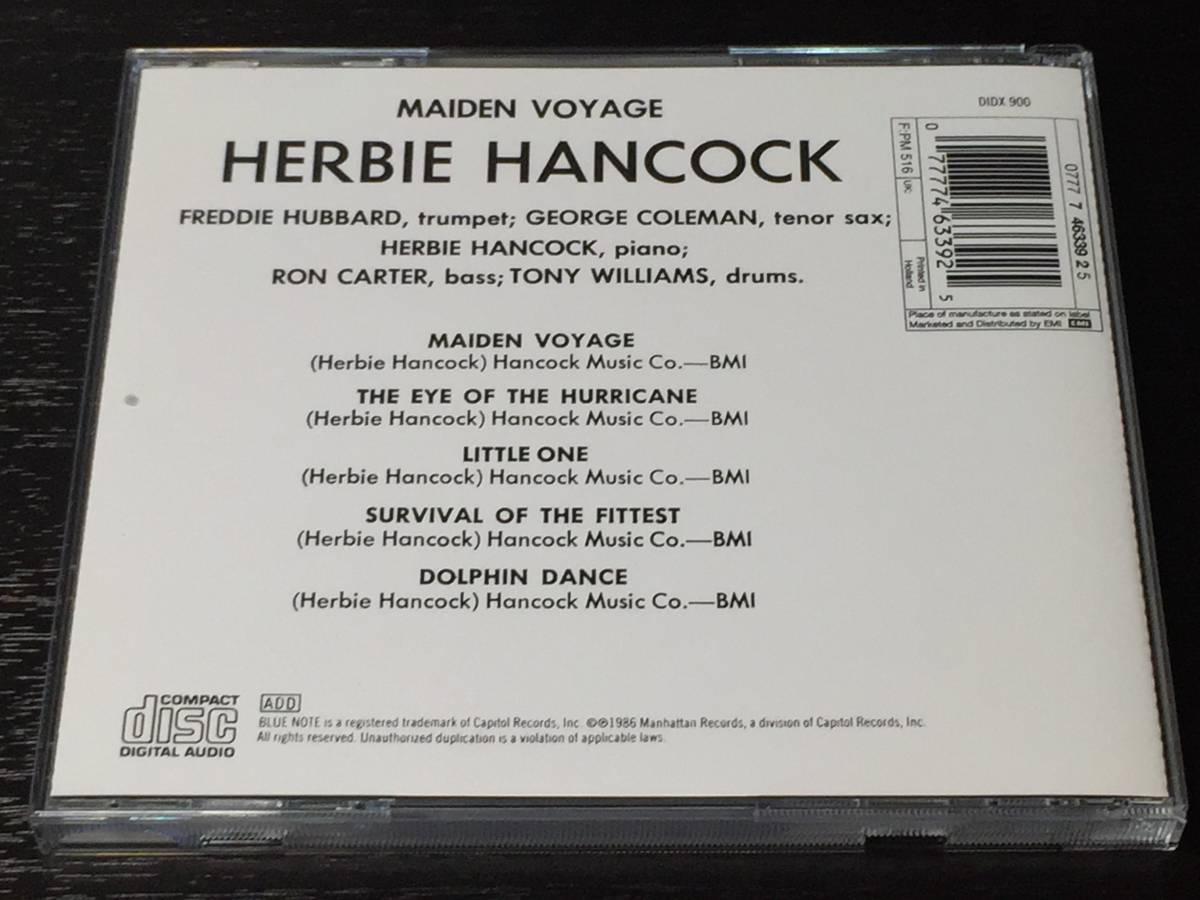 MAIDEN VOYAGE
HERBIE HANCOCK
FREDDIE HUBBARD, trumpet; GEORGE COLEMAN, tenor sax;
HERBIE HANCOCK, piano;
RON CARTER, bass; TONY WILLIAMS, drums.
DIDX 900
F: PM 516 UK:
Printed in
Holland
0 77774 63392 5
0777 7 46339 2 5
Place of manufacture as stated on label
Marketed and Distributed by EMI EMI
MAIDEN VOYAGE
(Herbie Hancock) Hancock Music Co.—BMI
THE EYE OF THE HURRICANE
(Herbie Hancock) Hancock Music Co.—BMI
LITTLE ONE
(Herbie Hancock) Hancock Music Co.—BMI
SURVIVAL OF THE FITTEST
(Herbie Hancock) Hancock Music Co.—BMI
DOLPHIN DANCE
(Herbie Hancock) Hancock Music Co.—BMI
COMPACT
disc
DIGITAL AUDIO
ADD
BLUE NOTE is a registered trademark of Capitol Records, Inc. ©℗1986 Manhattan Records, a division of Capitol Records, Inc.
All rights reserved. Unauthorized duplication is a violation of applicable laws.